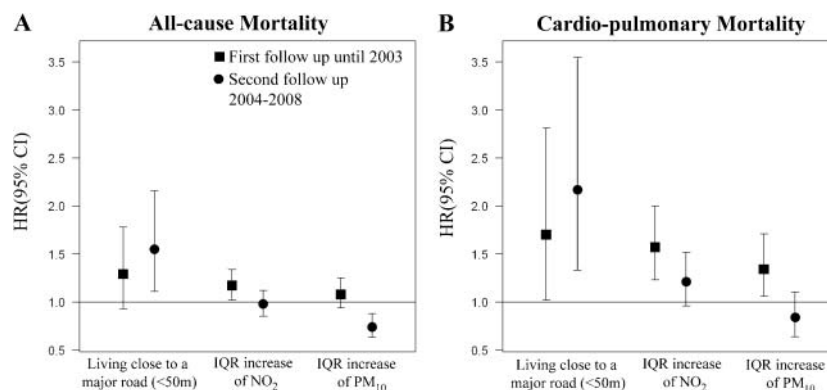 A
All-cause Mortality
HR(95% CI)
3.5
3.0
2.5
2.0
1.5
1.0
0.5
First follow up until 2003
Second follow up
2004-2008
Living close to a
major road (<50m)
IQR increase
of NO₂
IQR increase
of PM₁₀
B
Cardio-pulmonary Mortality
HR(95% CI)
3.5
3.0
2.5
2.0
1.5
1.0
0.5
Living close to a
major road (<50m)
IQR increase
of NO₂
IQR increase
of PM₁₀